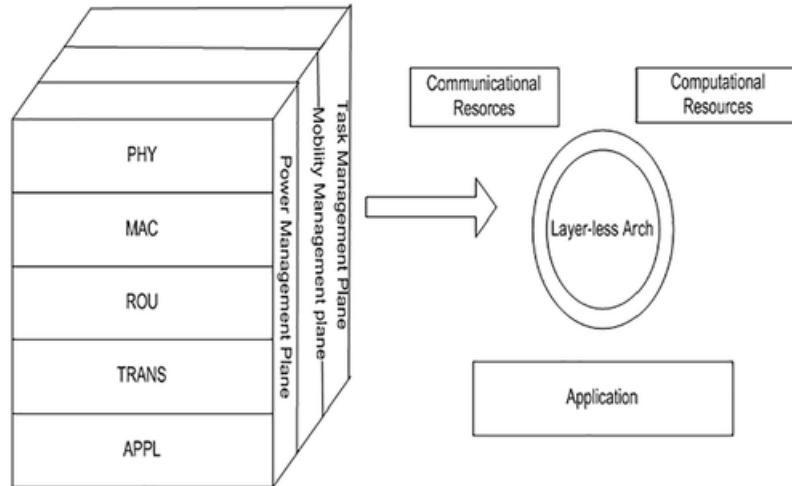 PHY
MAC
ROU
TRANS
APPL
Power Management Plane
Mobility Management plane
Task Management Plane
Communicational
Resorces
Computational
Resources
Layer-less Arch
Application